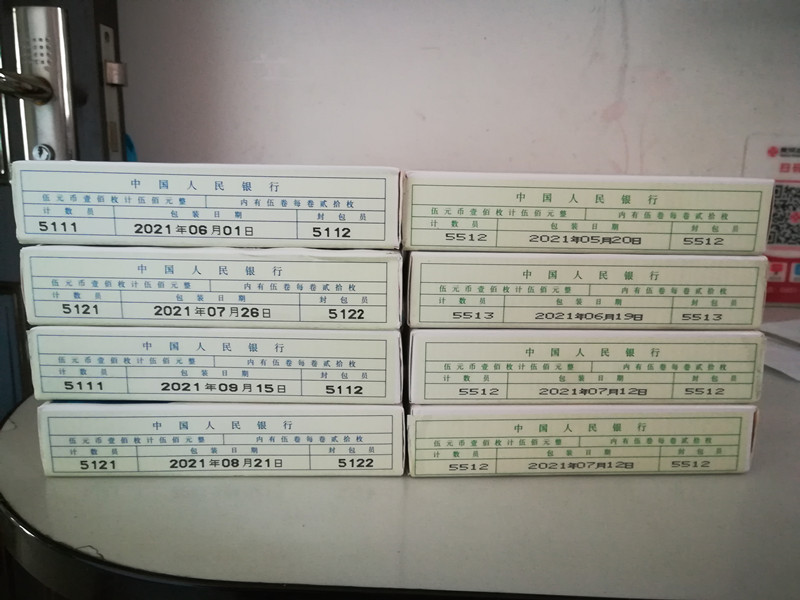 中国人民银行
伍元币壹佰枚计伍佰元整 内有伍卷每卷贰拾枚
计数员 包装日期 封包员
5111 2021年06月01日 5112
中国人民银行
伍元币壹佰枚计伍佰元整 内有伍卷每卷贰拾枚
计数员 包装日期 封包员
5121 2021年07月26日 5122
中国人民银行
伍元币壹佰枚计伍佰元整 内有伍卷每卷贰拾枚
计数员 包装日期 封包员
5111 2021年09月15日 5112
中国人民银行
伍元币壹佰枚计伍佰元整 内有伍卷每卷贰拾枚
计数员 包装日期 封包员
5121 2021年08月21日 5122
中国人民银行
伍元币壹佰枚计伍佰元整 内有伍卷每卷贰拾枚
计数员 包装日期 封包员
5512 2021年05月20日 5512
中国人民银行
伍元币壹佰枚计伍佰元整 内有伍卷每卷贰拾枚
计数员 包装日期 封包员
5513 2021年06月19日 5513
中国人民银行
伍元币壹佰枚计伍佰元整 内有伍卷每卷贰拾枚
计数员 包装日期 封包员
5512 2021年07月12日 5512
中国人民银行
伍元币壹佰枚计伍佰元整 内有伍卷每卷贰拾枚
计数员 包装日期 封包员
5512 2021年07月12日 5512